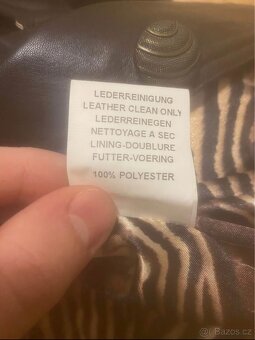 LEDERREINIGUNG
LEATHER CLEAN ONLY
LEDERREINEGEN
NETTOYAGE A SEC
LINING-DOUBLURE
FUTTER-VOERING
100% POLYESTER
Bazos.cz